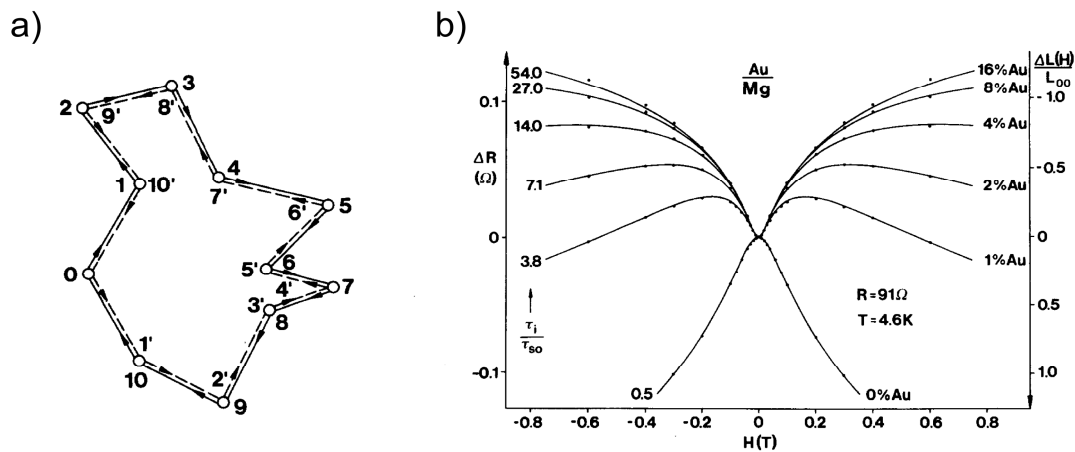 a)
3
2
8'
9'
4
1
10'
7'
5
6'
0
5'
6
4'
7
3'
8
1'
2'
10
9
b)
Au
Mg
ΔL(H)
L₀₀
54.0
27.0
14.0
7.1
3.8
0.5
16%Au
8%Au
4%Au
2%Au
1%Au
0%Au
0.1
ΔR
(Ω)
0
-0.1
- 1.0
-0.5
0
0.5
1.0
τi
τso
R=91Ω
T=4.6K
-0.8 -0.6 -0.4 -0.2 0 0.2 0.4 0.6 0.8
H(T)